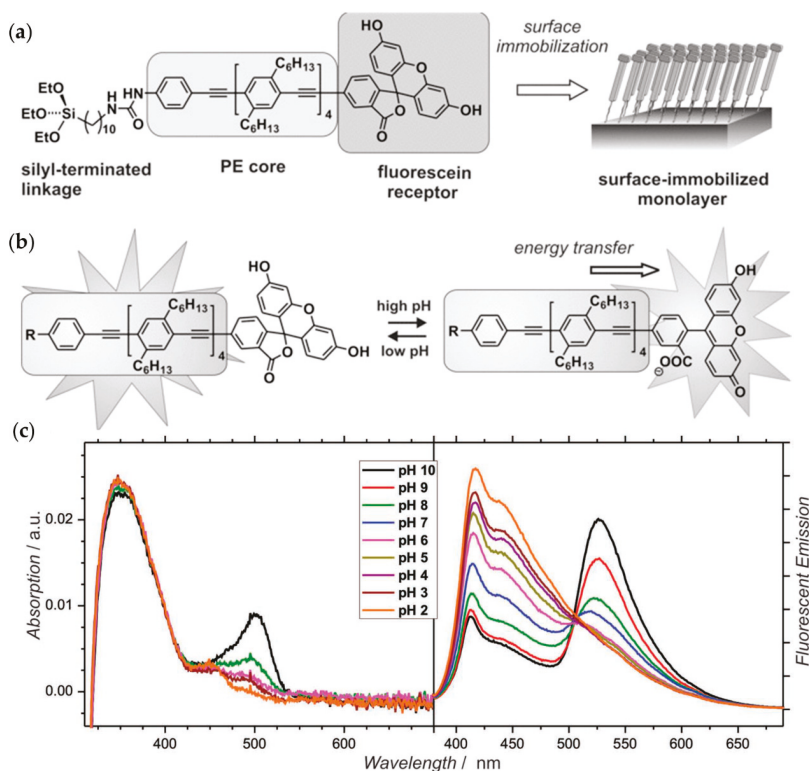 (a)
surface
immobilization
HO
C6H13
O
OH
EtO
EtO
EtO
Si
10
H
N
HN
O
C6H13
4
O
O
silyl-terminated
linkage
PE core
fluorescein
receptor
surface-immobilized
monolayer
(b)
energy transfer
HO
OH
C6H13
O
R
C6H13
4
O
O
OH
high pH
low pH
C6H13
R
C6H13
4
OOC
⊖
O
O
(c)
pH 10
pH 9
pH 8
pH 7
pH 6
pH 5
pH 4
pH 3
pH 2
0.02
0.01
0.00
Absorption / a.u.
Fluorescent Emission
400 500 600 400 450 500 550 600 650
Wavelength / nm